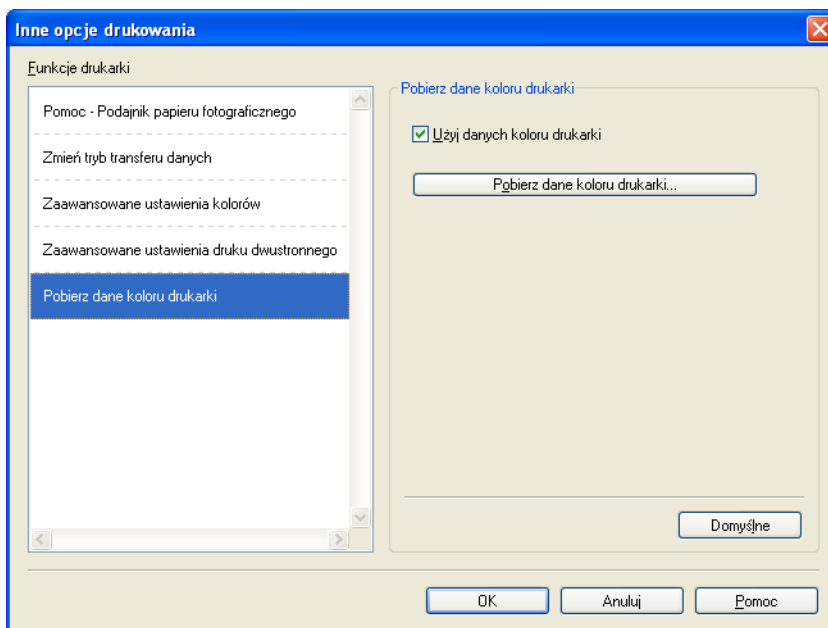 Inne opcje drukowania
Funkcje drukarki
Pomoc - Podajnik papieru fotograficznego
Zmień tryb transferu danych
Zaawansowane ustawienia kolorów
Zaawansowane ustawienia druku dwustronnego
Pobierz dane koloru drukarki
Pobierz dane koloru drukarki
Użyj danych koloru drukarki
Pobierz dane koloru drukarki...
Domyślne
OK
Anuluj
Pomoc